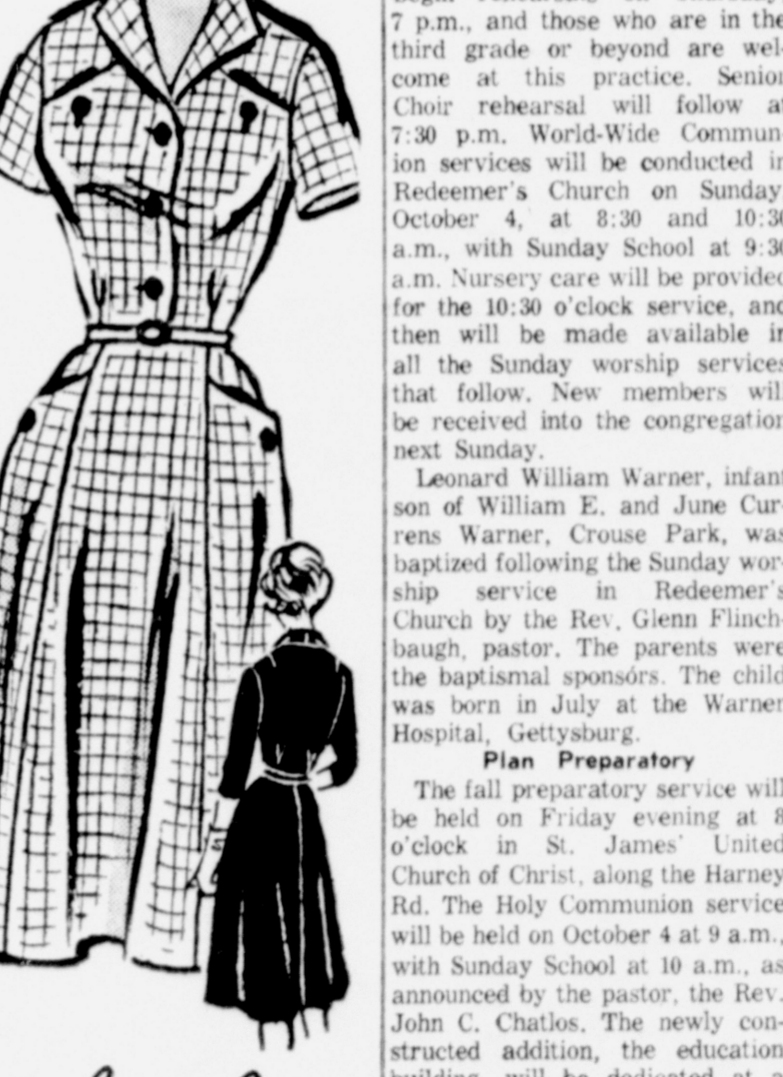 7 p.m., and those who are in the
third grade or beyond are wel-
come at this practice. Senior
Choir rehearsal will follow a
7:30 p.m. World-Wide Commun
ion services will be conducted in
Redeemer's Church on Sunday
October 4, at 8:30 and 10:30
a.m., with Sunday School at 9:30
a.m. Nursery care will be provided
for the 10:30 o'clock service, and
then will be made available in
all the Sunday worship services
that follow. New members will
be received into the congregation
next Sunday.
Leonard William Warner, infant
son of William E. and June Cur-
rens Warner, Crouse Park, was
baptized following the Sunday wor-
ship service in Redeemer's
Church by the Rev. Glenn Flinch-
baugh, pastor. The parents were
the baptismal sponsors. The child
was born in July at the Warner
Hospital, Gettysburg.
Plan Preparatory
The fall preparatory service will
be held on Friday evening at 8
o'clock in St. James' United
Church of Christ, along the Harney
Rd. The Holy Communion service
will be held on October 4 at 9 a.m.,
with Sunday School at 10 a.m., as
announced by the pastor, the Rev.
John C. Chatlos. The newly con-
structed addition, the education